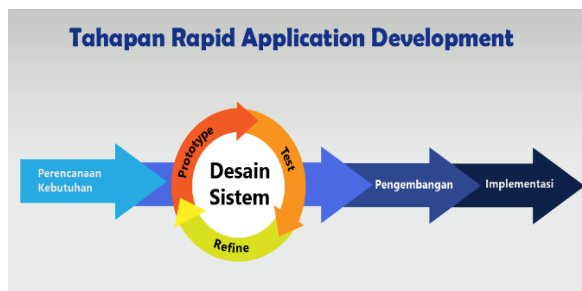 Tahapan Rapid Application Development
Perencanaan
Kebutuhan
Prototype
Test
Refine
Desain
Sistem
Pengembangan
Implementasi